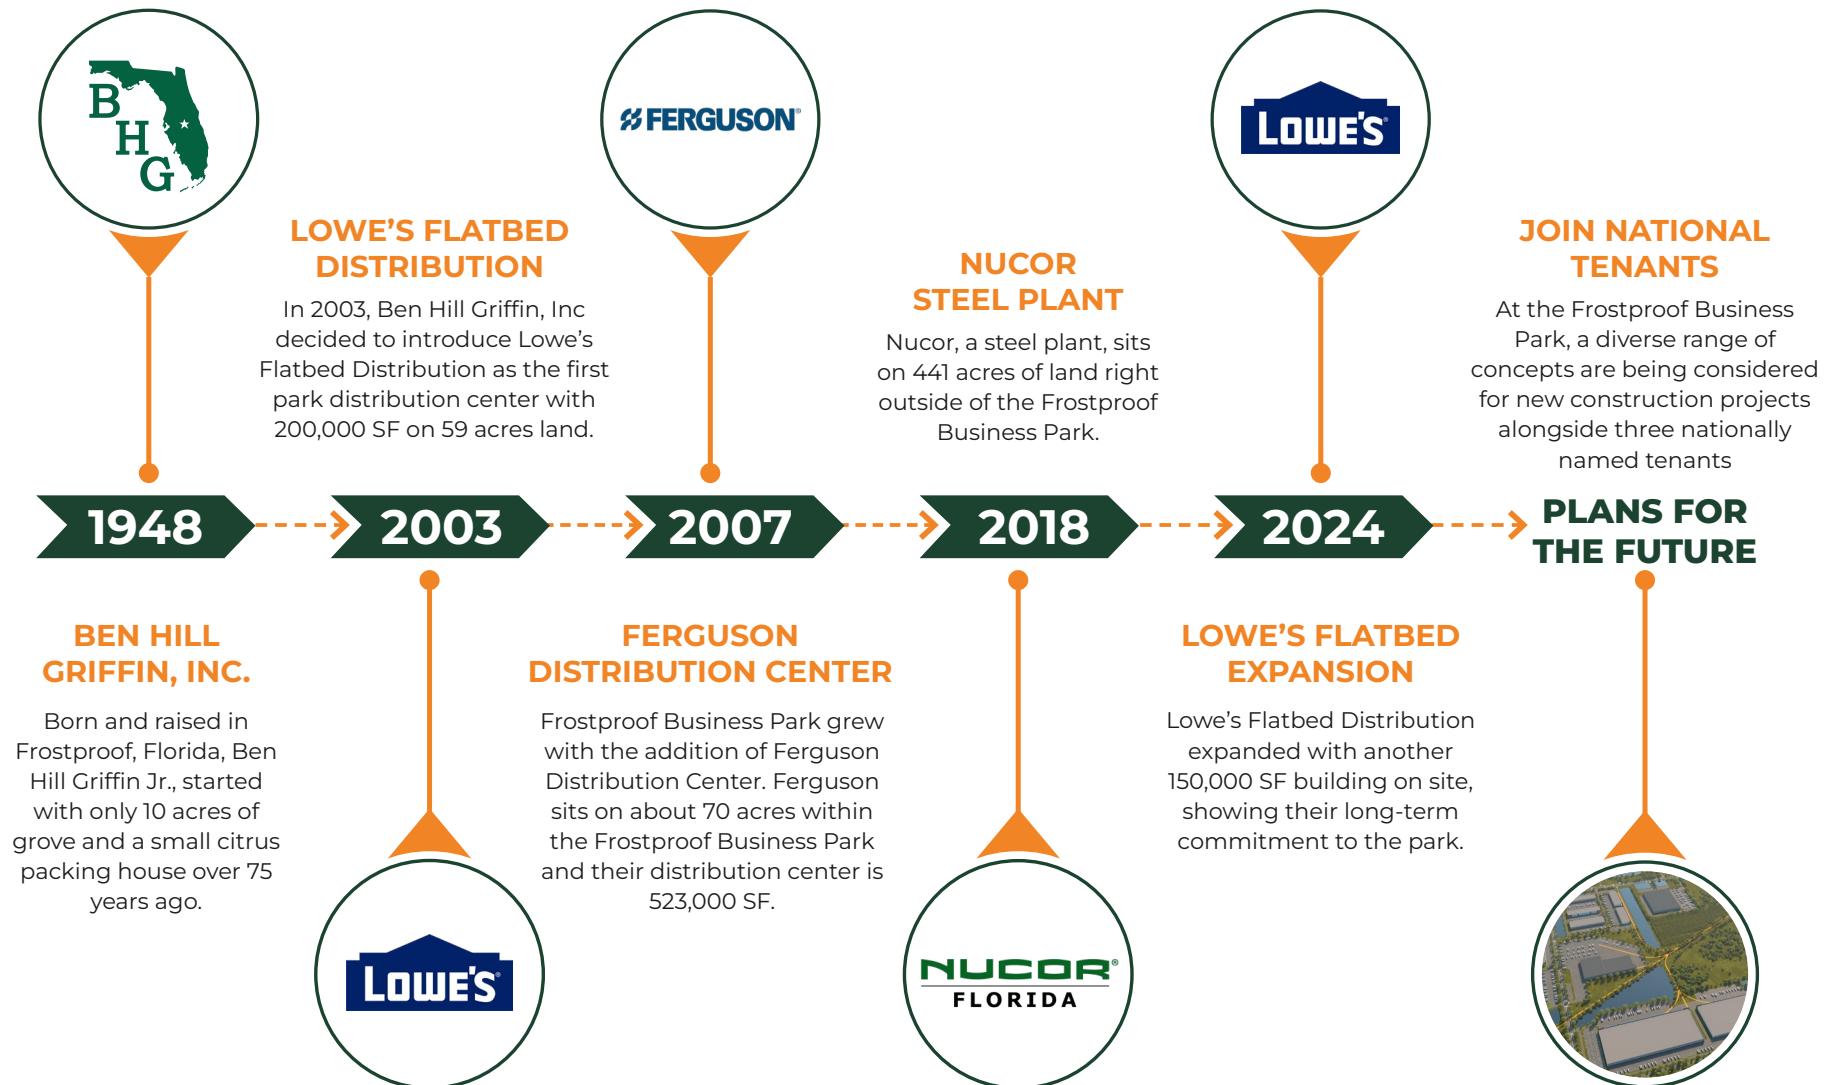 B
H
G
FERGUSON
LOWE'S
LOWE'S FLATBED
DISTRIBUTION
In 2003, Ben Hill Griffin, Inc
decided to introduce Lowe's
Flatbed Distribution as the first
park distribution center with
200,000 SF on 59 acres land.
NUCOR
STEEL PLANT
Nucor, a steel plant, sits
on 441 acres of land right
outside of the Frostproof
Business Park.
JOIN NATIONAL
TENANTS
At the Frostproof Business
Park, a diverse range of
concepts are being considered
for new construction projects
alongside three nationally
named tenants
1948
2003
2007
2018
2024
PLANS FOR
THE FUTURE
BEN HILL
GRIFFIN, INC.
Born and raised in
Frostproof, Florida, Ben
Hill Griffin Jr., started
with only 10 acres of
grove and a small citrus
packing house over 75
years ago.
FERGUSON
DISTRIBUTION CENTER
Frostproof Business Park grew
with the addition of Ferguson
Distribution Center. Ferguson
sits on about 70 acres within
the Frostproof Business Park
and their distribution center is
523,000 SF.
LOWE'S FLATBED
EXPANSION
Lowe's Flatbed Distribution
expanded with another
150,000 SF building on site,
showing their long-term
commitment to the park.
LOWE'S
NUCOR®
FLORIDA